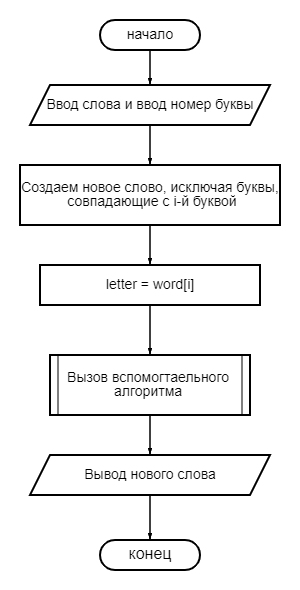 начало
Ввод слова и ввод номер буквы
Создаем новое слово, исключая буквы,
совпадающие с i-й буквой
letter = word[i]
Вызов вспомогтаельного
алгоритма
Вывод нового слова
конец